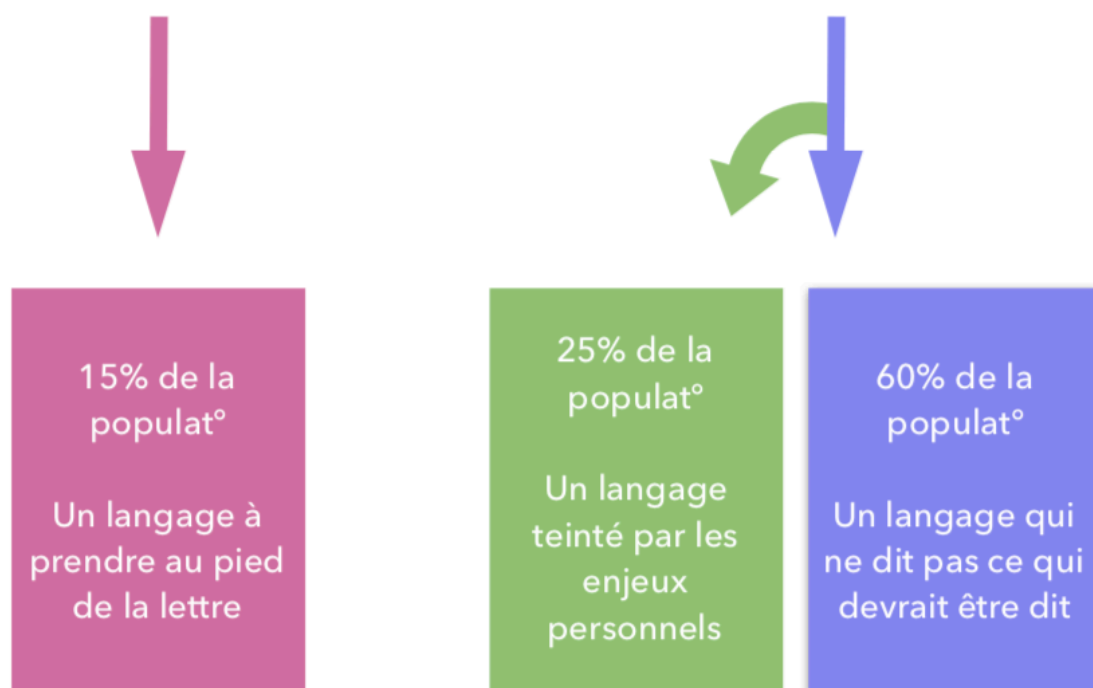 15% de la
populat°
Un langage à
prendre au pied
de la lettre
25% de la
populat°
Un langage
teinté par les
enjeux
personnels
60% de la
populat°
Un langage qui
ne dit pas ce qui
devrait être dit